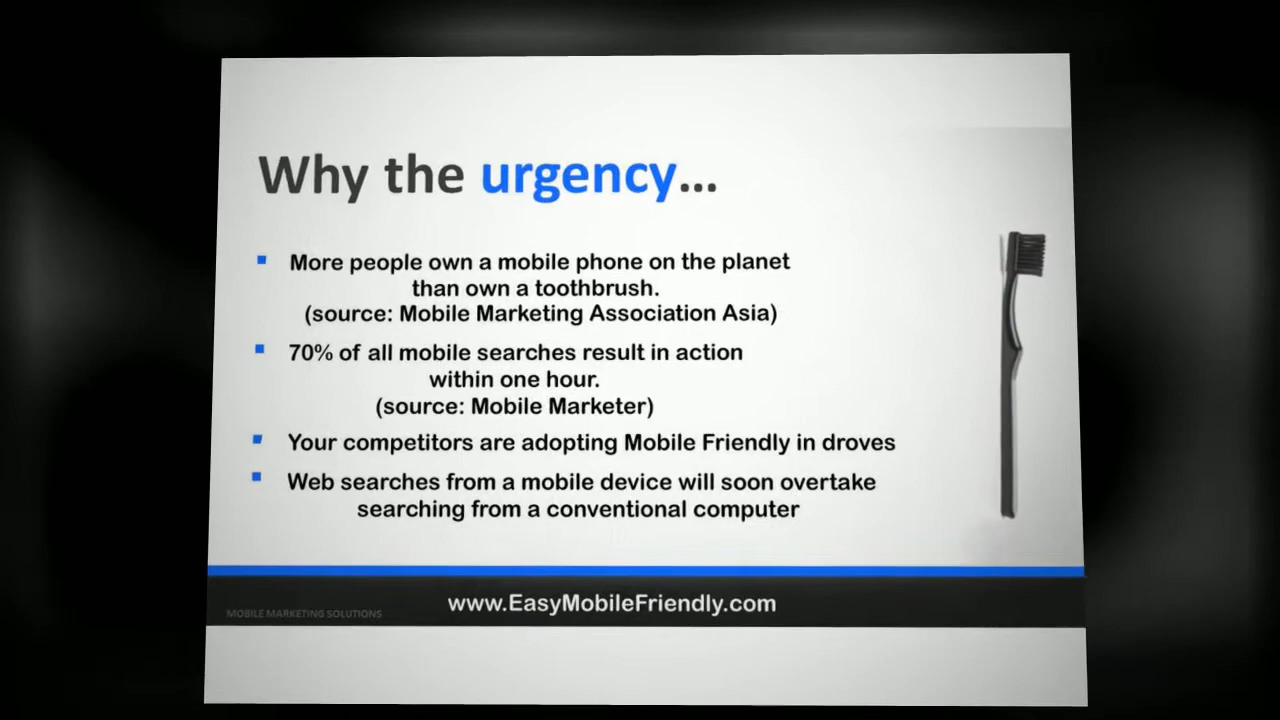 Why the urgency...
More people own a mobile phone on the planet
than own a toothbrush.
(source: Mobile Marketing Association Asia)
70% of all mobile searches result in action
within one hour.
(source: Mobile Marketer)
Your competitors are adopting Mobile Friendly in droves
Web searches from a mobile device will soon overtake
searching from a conventional computer
MOBILE MARKETING SOLUTIONS
www.EasyMobileFriendly.com